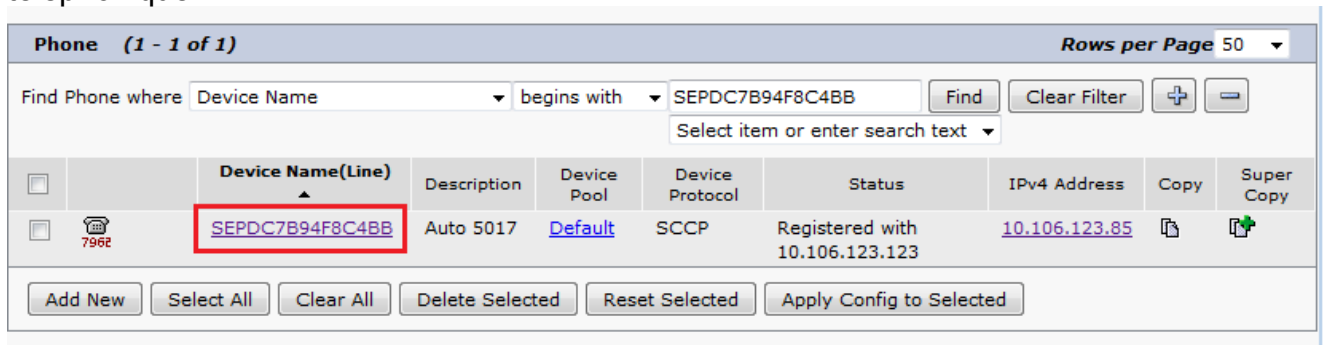 Phone (1 - 1 of 1) Rows per Page 50
Find Phone where Device Name begins with SEPDC7B94F8C4BB Find Clear Filter
Select item or enter search text
Device Name(Line) Description Device Pool Device Protocol Status IPv4 Address Copy Super Copy
7962 SEPDC7B94F8C4BB Auto 5017 Default SCCP Registered with 10.106.123.85
10.106.123.123
Add New Select All Clear All Delete Selected Reset Selected Apply Config to Selected